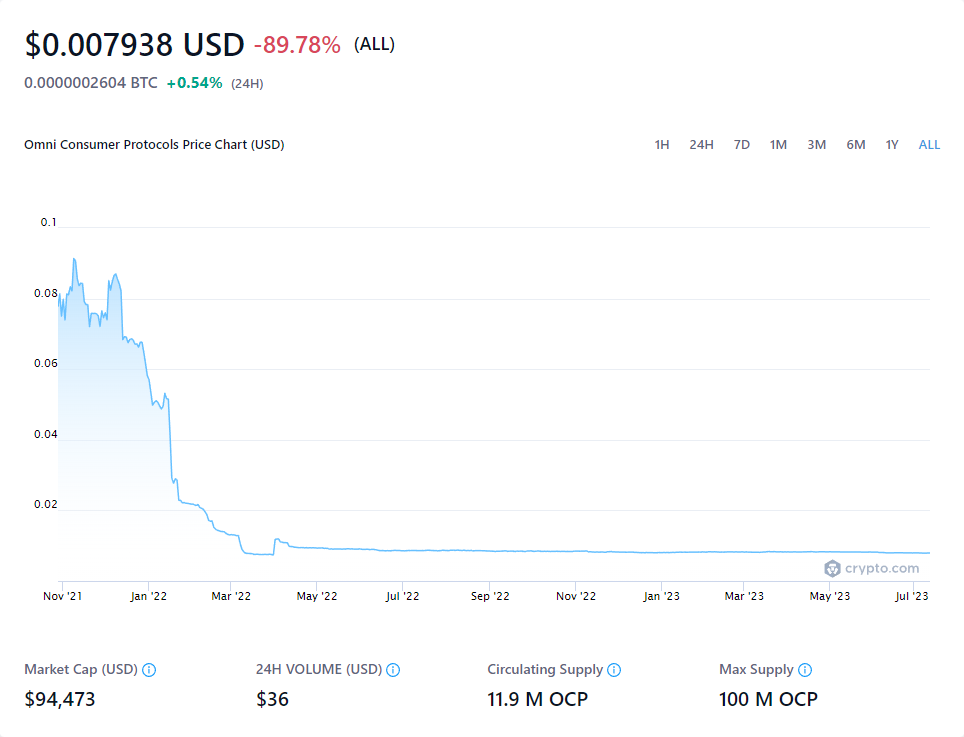 $0.007938 USD -89.78% (ALL)
0.0000002604 BTC +0.54% (24H)
Omni Consumer Protocols Price Chart (USD) 1H 24H 7D 1M 3M 6M 1Y ALL
0.1
0.08
0.06
0.04
0.02
crypto.com
Nov '21 Jan '22 Mar '22 May '22 Jul '22 Sep '22 Nov '22 Jan '23 Mar '23 May '23 Jul '23
Market Cap (USD) 24H VOLUME (USD) Circulating Supply Max Supply
$94,473 $36 11.9 M OCP 100 M OCP